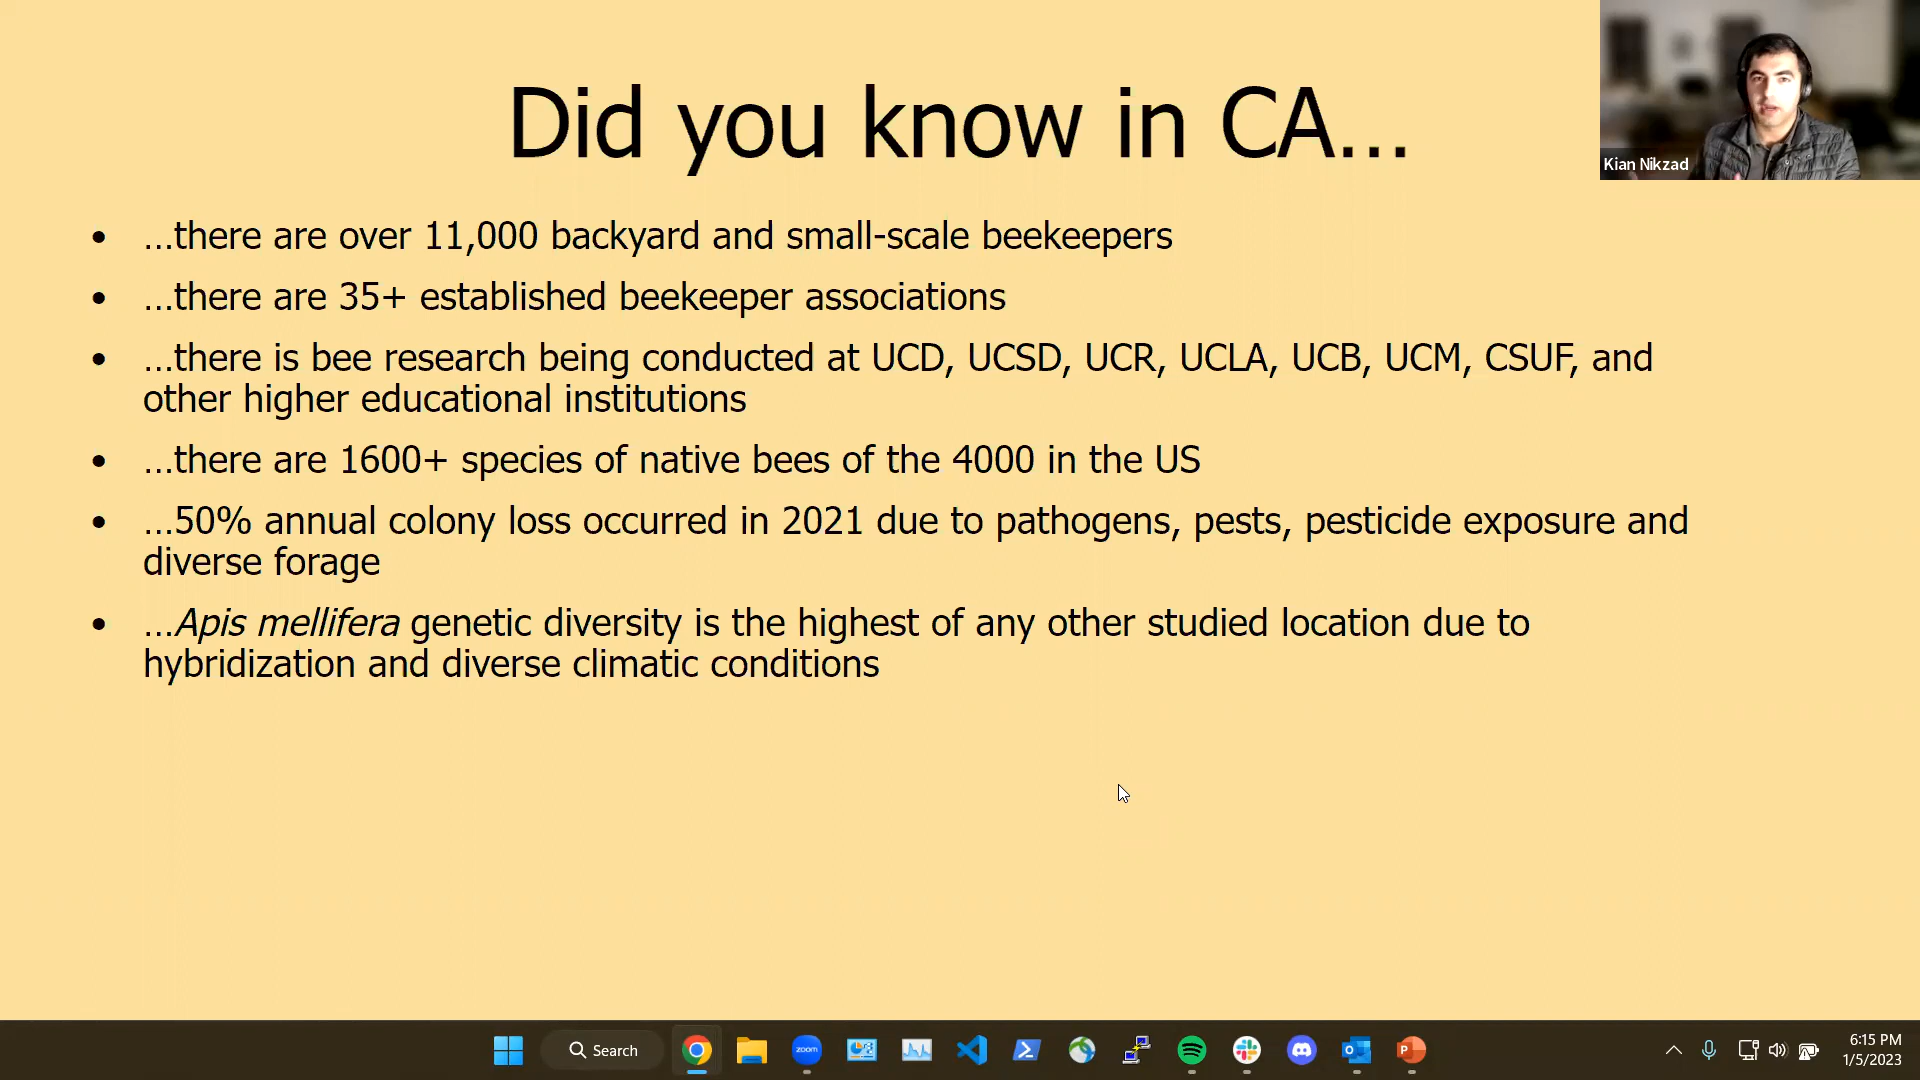 Did you know in CA...
Kian Nikzad
• ...there are over 11,000 backyard and small-scale beekeepers
• ...there are 35+ established beekeeper associations
• ...there is bee research being conducted at UCD, UCSD, UCR, UCLA, UCB, UCM, CSUF, and
other higher educational institutions
• ...there are 1600+ species of native bees of the 4000 in the US
• ...50% annual colony loss occurred in 2021 due to pathogens, pests, pesticide exposure and
diverse forage
• ...Apis mellifera genetic diversity is the highest of any other studied location due to
hybridization and diverse climatic conditions
Search
zoom
6:15 PM
1/5/2023